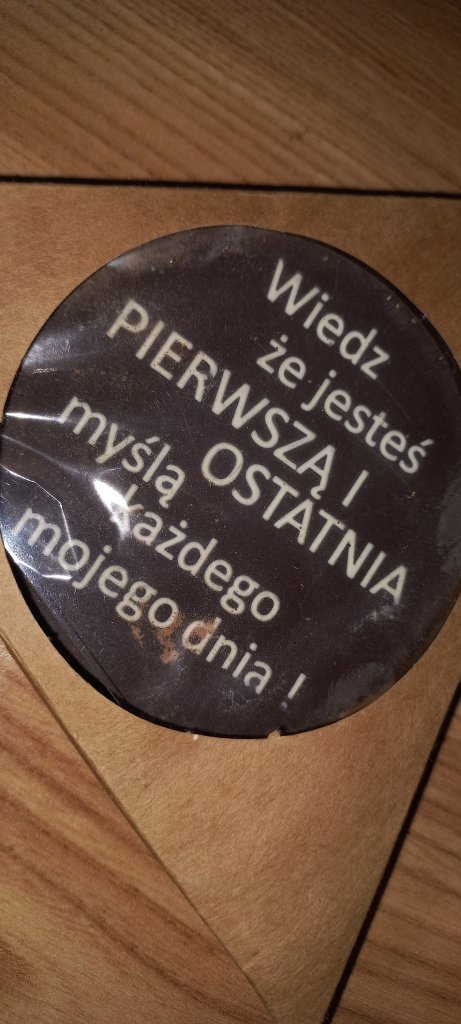 Wiedz
że jesteś
PIERWSZĄ I
OSTATNIA
myślą
każdego
mojego dnia !